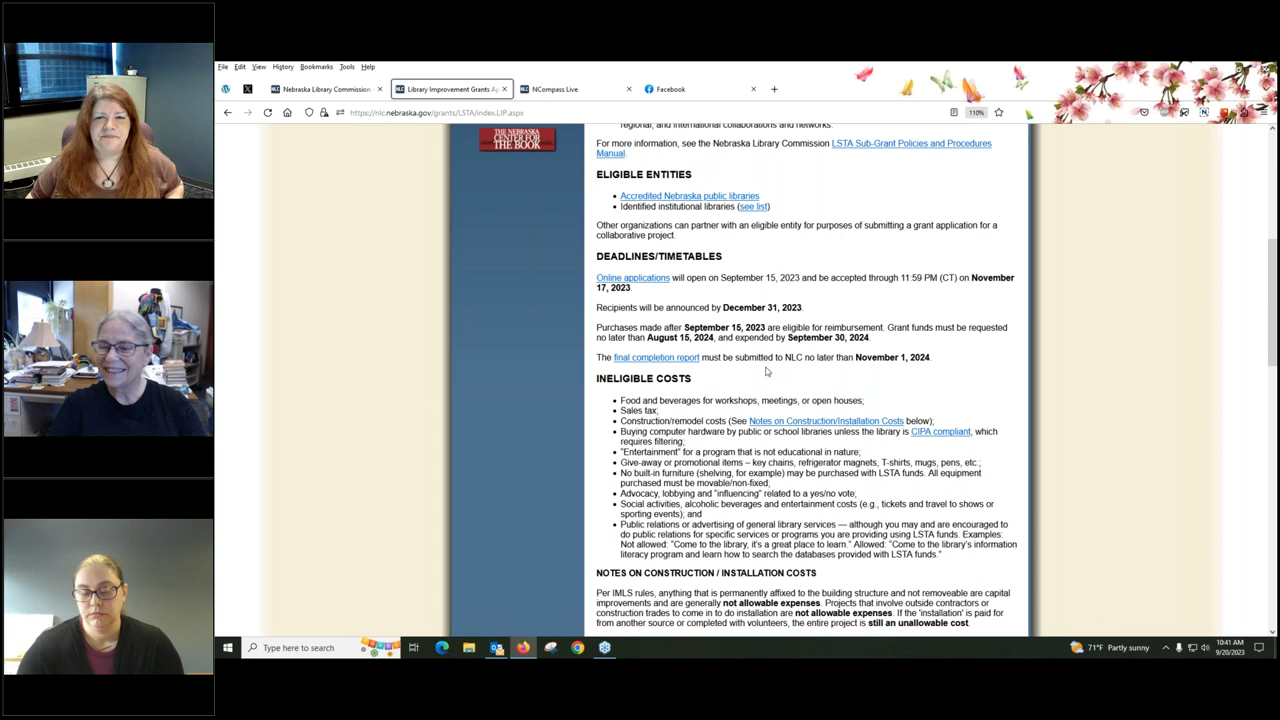 File Edit View History Bookmarks Tools Help
Nebraska Library Commission - × Library Improvement Grants Ap × NCompass Live × Facebook × +
https://nlc.nebraska.gov/grants/LSTA/indexLIP.aspx 110%
THE NEBRASKA
CENTER FOR
THE BOOK
regional, and international collaborations and networks.
For more information, see the Nebraska Library Commission LSTA Sub-Grant Policies and Procedures
Manual.
ELIGIBLE ENTITIES
• Accredited Nebraska public libraries
• Identified institutional libraries (see list)
Other organizations can partner with an eligible entity for purposes of submitting a grant application for a
collaborative project.
DEADLINES/TIMETABLES
Online applications will open on September 15, 2023 and be accepted through 11:59 PM (CT) on November
17, 2023.
Recipients will be announced by December 31, 2023.
Purchases made after September 15, 2023 are eligible for reimbursement. Grant funds must be requested
no later than August 15, 2024, and expended by September 30, 2024.
The final completion report must be submitted to NLC no later than November 1, 2024.
INELIGIBLE COSTS
• Food and beverages for workshops, meetings, or open houses;
• Sales tax;
• Construction/remodel costs (See Notes on Construction/Installation Costs below);
• Buying computer hardware by public or school libraries unless the library is CIPA compliant, which
requires filtering;
• "Entertainment" for a program that is not educational in nature;
• Give-away or promotional items – key chains, refrigerator magnets, T-shirts, mugs, pens, etc.;
• No built-in furniture (shelving, for example) may be purchased with LSTA funds. All equipment
purchased must be movable/non-fixed;
• Advocacy, lobbying and "influencing" related to a yes/no vote;
• Social activities, alcoholic beverages and entertainment costs (e.g., tickets and travel to shows or
sporting events); and
• Public relations or advertising of general library services — although you may and are encouraged to
do public relations for specific services or programs you are providing using LSTA funds. Examples:
Not allowed: "Come to the library, it's a great place to learn." Allowed: "Come to the library's information
literacy program and learn how to search the databases provided with LSTA funds."
NOTES ON CONSTRUCTION / INSTALLATION COSTS
Per IMLS rules, anything that is permanently affixed to the building structure and not removeable are capital
improvements and are generally not allowable expenses. Projects that involve outside contractors or
construction trades to come in to do installation are not allowable expenses. If the 'installation' is paid for
from another source or completed with volunteers, the entire project is still an unallowable cost.
Type here to search 71°F Partly sunny 10:41 AM
9/20/2023